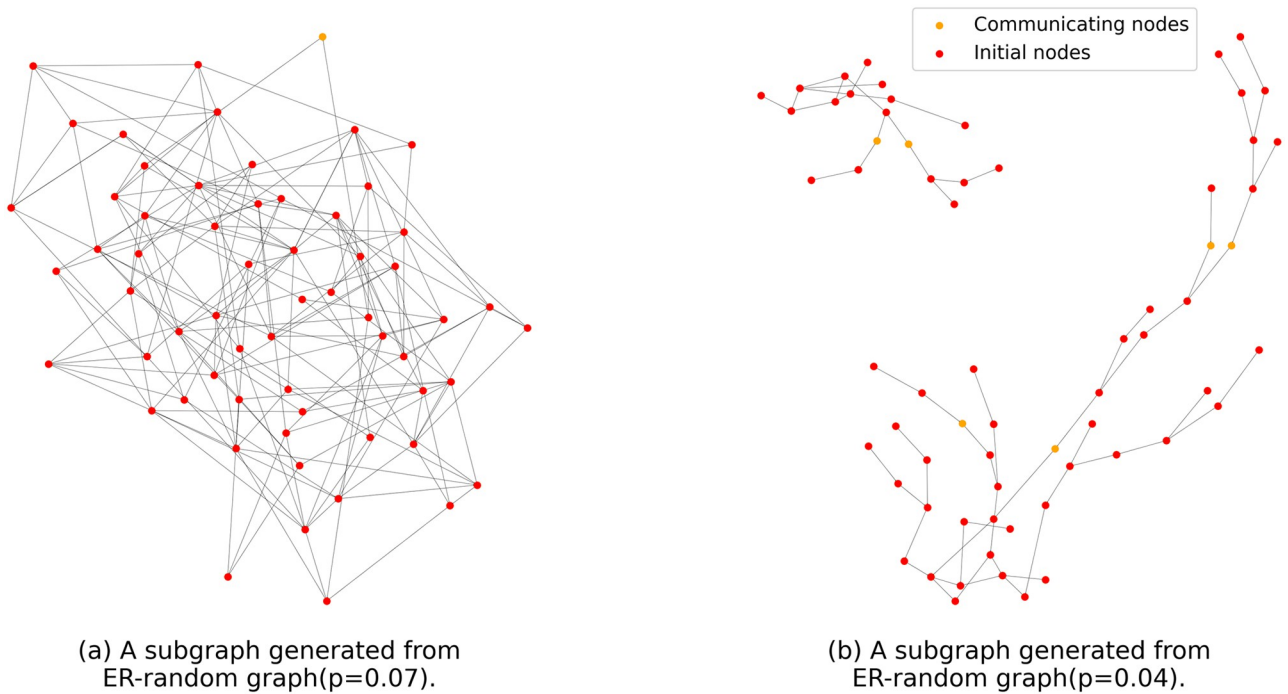 Communicating nodes
Initial nodes
(a) A subgraph generated from
ER-random graph(p=0.07).
(b) A subgraph generated from
ER-random graph(p=0.04).